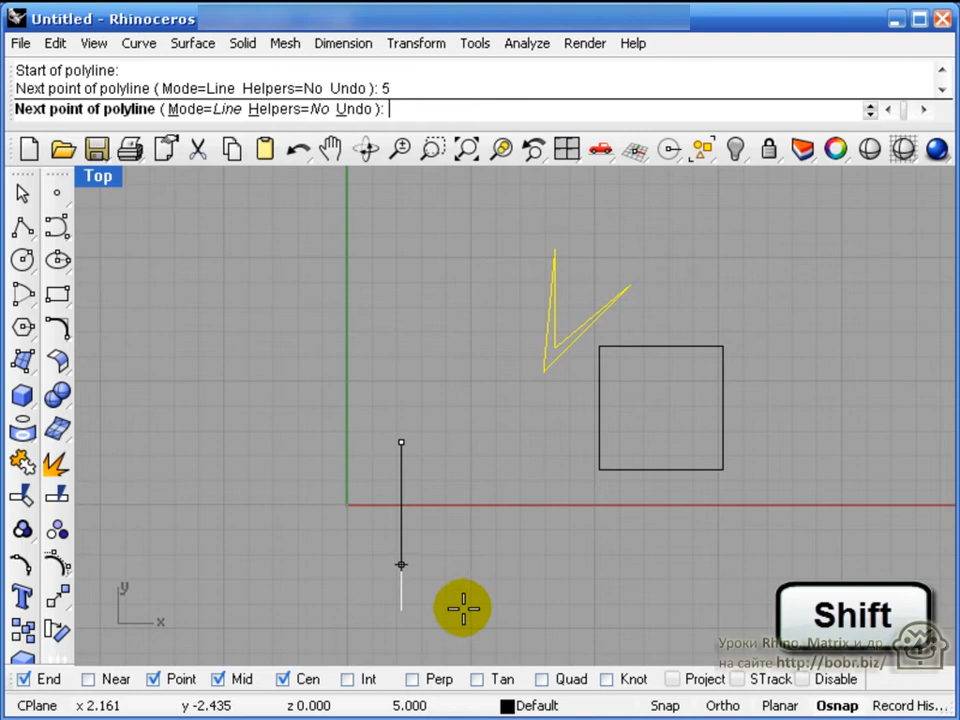 Untitled - Rhinoceros
File Edit View Curve Surface Solid Mesh Dimension Transform Tools Analyze Render Help
Start of polyline:
Next point of polyline ( Mode=Line Helpers=No Undo ): 5
Next point of polyline ( Mode=Line Helpers=No Undo ):
Top
y
x
Shift
Уроки Rhino, Matrix и др.
на сайте http://bobr.biz/
End Near Point Mid Cen Int Perp Tan Quad Knot Project STrack Disable
CPlane x 2.161 y -2.435 z 0.000 5.000 Default Snap Ortho Planar Osnap Record His...